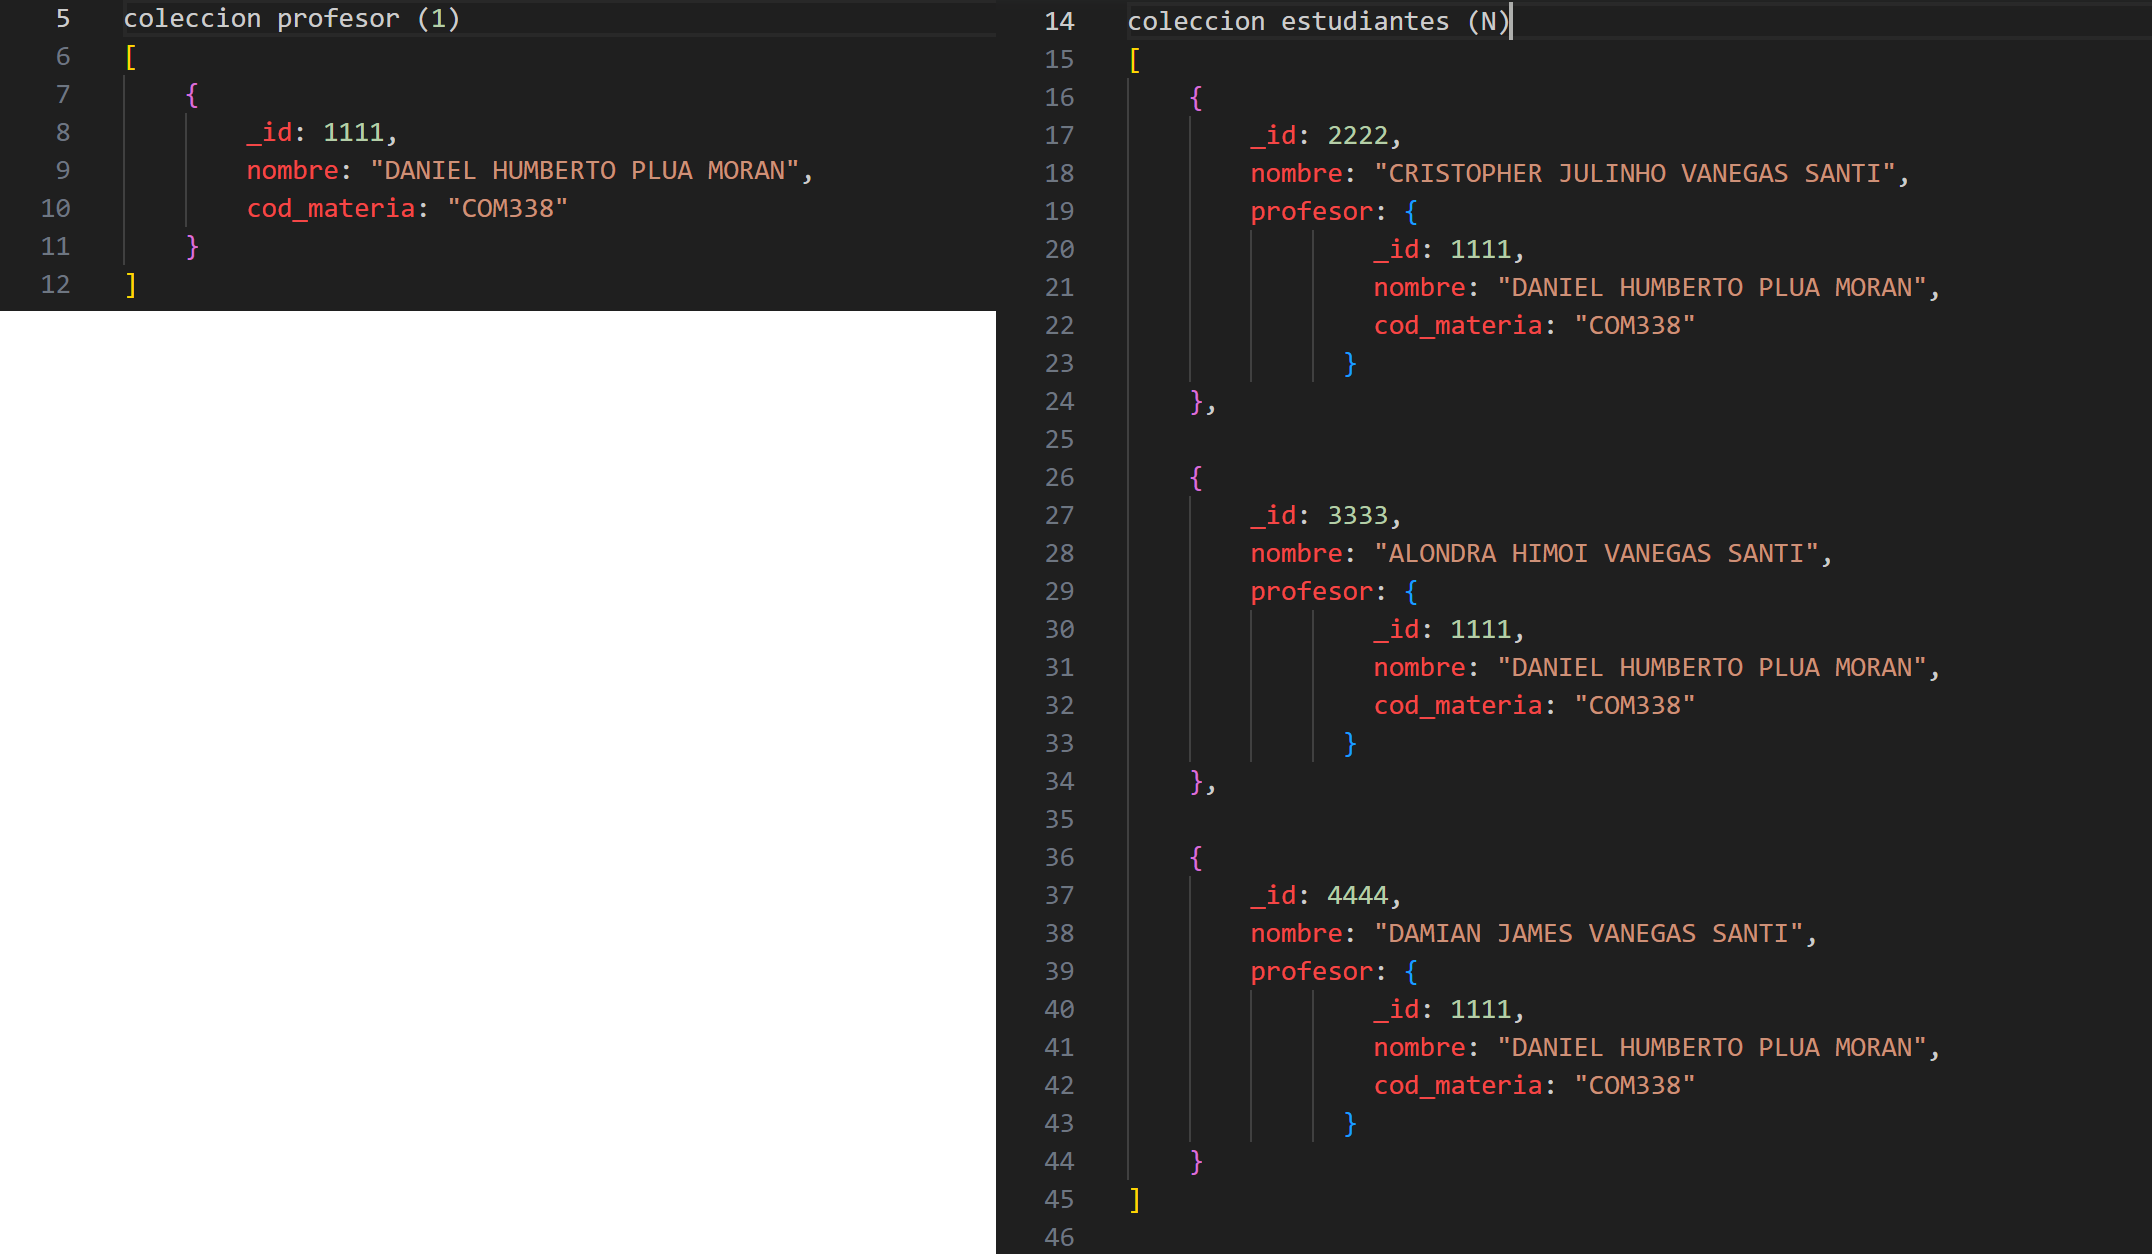 5 coleccion profesor (1)
6 [
7 {
8 _id: 1111,
9 nombre: "DANIEL HUMBERTO PLUA MORAN",
10 cod_materia: "COM338"
11 }
12 ]
14 coleccion estudiantes (N)
15 [
16 {
17 _id: 2222,
18 nombre: "CRISTOPHER JULINHO VANEGAS SANTI",
19 profesor: {
20 _id: 1111,
21 nombre: "DANIEL HUMBERTO PLUA MORAN",
22 cod_materia: "COM338"
23 }
24 },
25
26 {
27 _id: 3333,
28 nombre: "ALONDRA HIMOI VANEGAS SANTI",
29 profesor: {
30 _id: 1111,
31 nombre: "DANIEL HUMBERTO PLUA MORAN",
32 cod_materia: "COM338"
33 }
34 },
35
36 {
37 _id: 4444,
38 nombre: "DAMIAN JAMES VANEGAS SANTI",
39 profesor: {
40 _id: 1111,
41 nombre: "DANIEL HUMBERTO PLUA MORAN",
42 cod_materia: "COM338"
43 }
44 }
45 ]
46